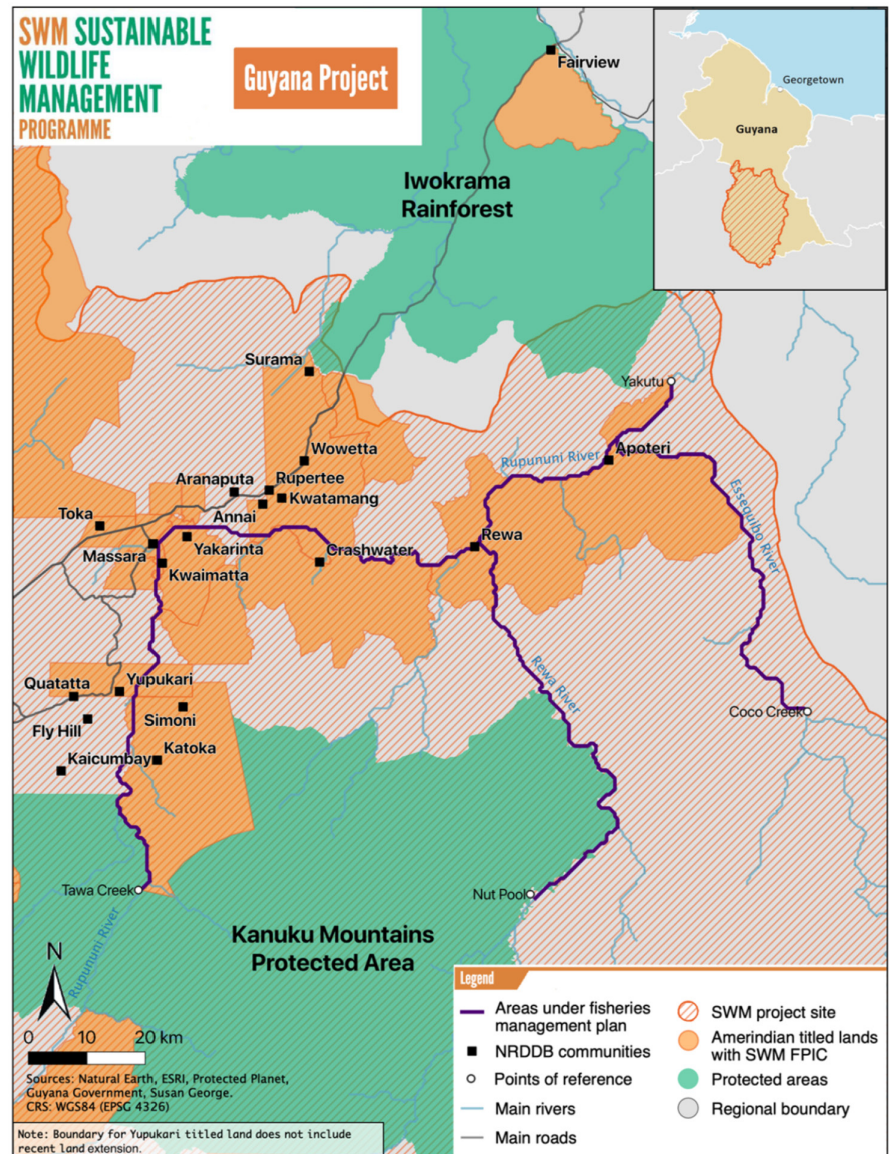 SWM SUSTAINABLE
WILDLIFE
MANAGEMENT
PROGRAMME
Guyana Project
Georgetown
Guyana
Fairview
Iwokrama
Rainforest
Surama
Yakutu
Wowetta
Rupununi River
Apoteri
Aranaputa
Rupertee
Kwatamang
Annai
Toka
Essequibo River
Massara
Yakarinta
Crashwater
Rewa
Kwaimatta
Rewa River
Quatatta
Yupukari
Simoni
Coco Creek
Fly Hill
Katoka
Kaicumbay
Tawa Creek
Nut Pool
Rupununi River
Kanuku Mountains
Protected Area
N
0 10 20 km
Sources: Natural Earth, ESRI, Protected Planet,
Guyana Government, Susan George.
CRS: WGS84 (EPSG 4326)
Note: Boundary for Yupukari titled land does not include
recent land extension.
Legend
Areas under fisheries
management plan
NRDDB communities
Points of reference
Main rivers
Main roads
SWM project site
Amerindian titled lands
with SWM FPIC
Protected areas
Regional boundary